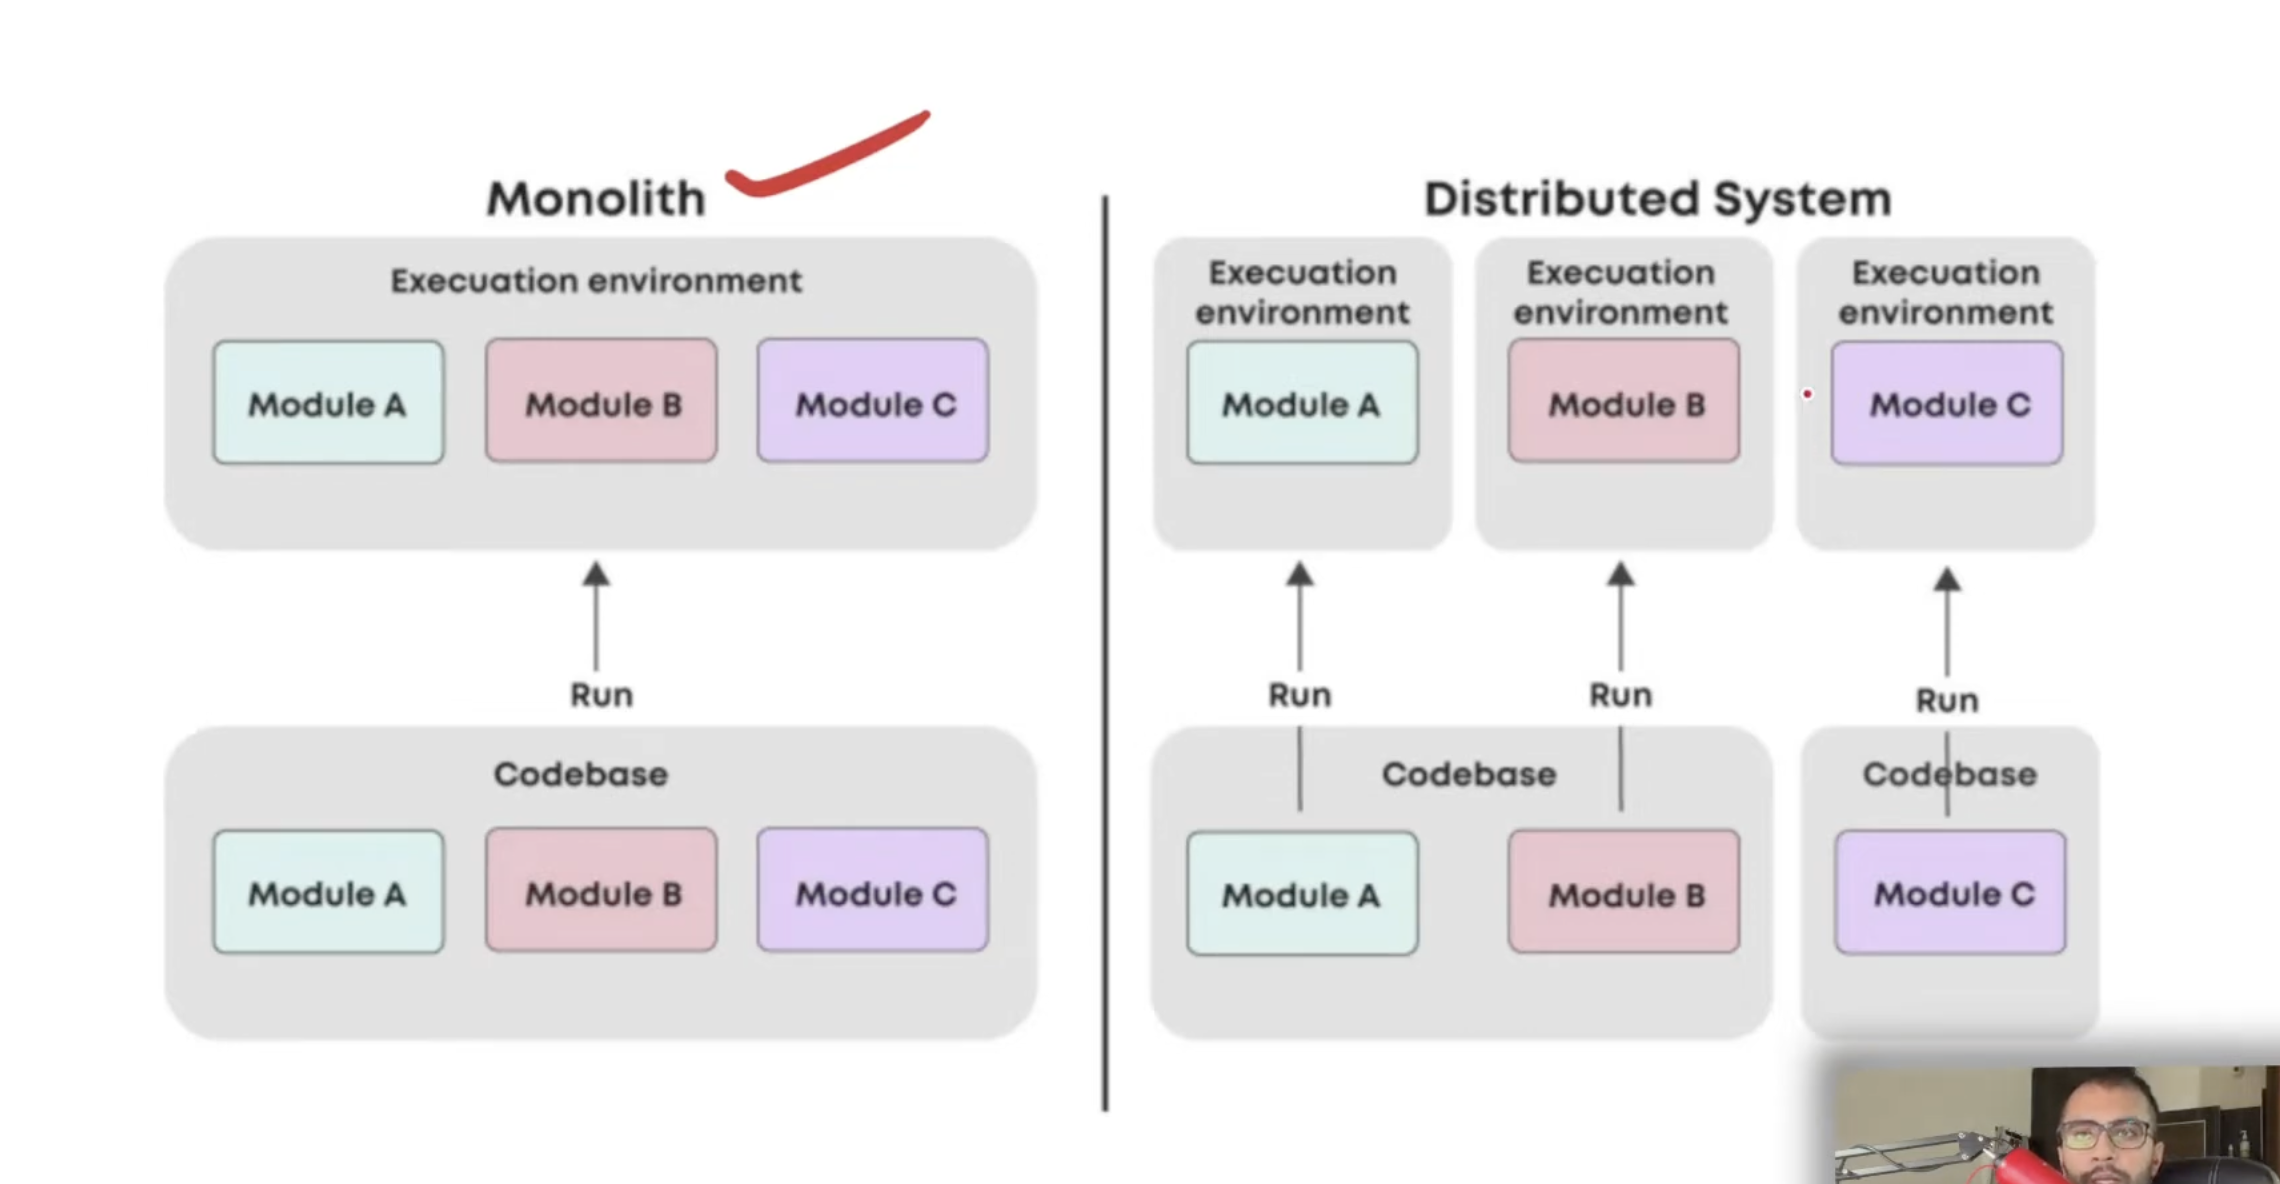 Monolith
Execuation environment
Module A
Module B
Module C
Run
Codebase
Module A
Module B
Module C
Distributed System
Execuation
environment
Module A
Execuation
environment
Module B
Execuation
environment
Module C
Run
Run
Run
Codebase
Module A
Module B
Codebase
Module C